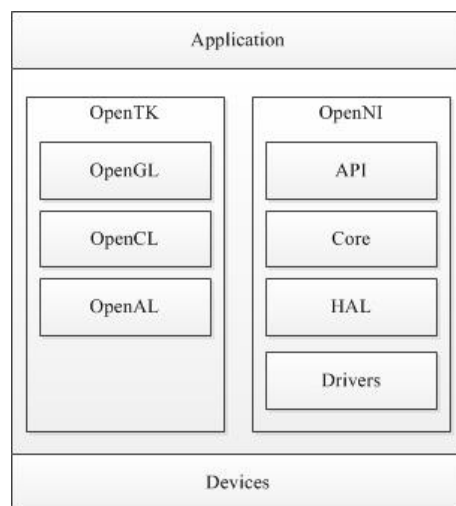 Application
OpenTK
OpenGL
OpenCL
OpenAL
OpenNI
API
Core
HAL
Drivers
Devices